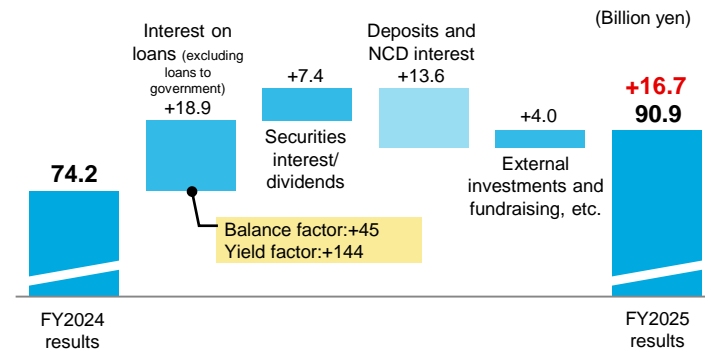 (Billion yen)
Interest on
loans (excluding
loans to
government)
+18.9
+7.4
Securities
interest/
dividends
Deposits and
NCD interest
+13.6
+4.0
External
investments and
fundraising, etc.
+16.7
90.9
74.2
Balance factor:+45
Yield factor:+144
FY2024
results
FY2025
results